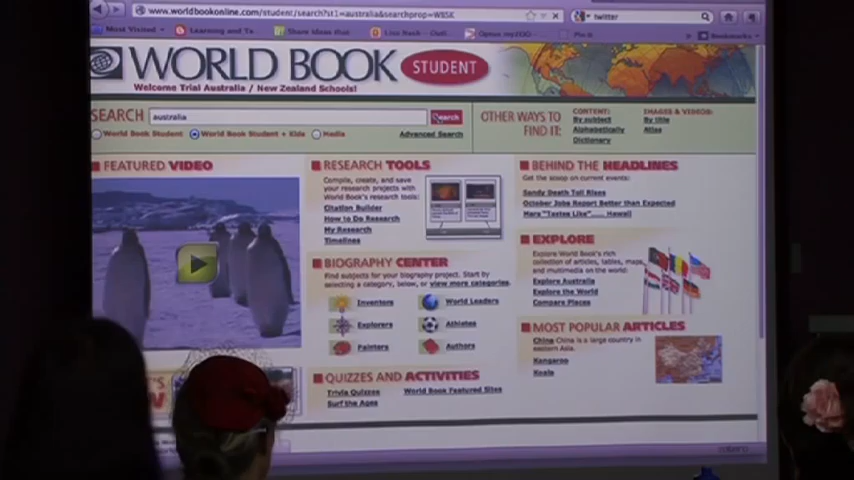 www.worldbookonline.com/student/search?st1=australia&searchprop=WBSK
twitter
Most Visited
Learning and Te..
Share ideas that
Pin It
Bookmarks
WORLD BOOK STUDENT
Welcome Trial Australia / New Zealand Schools!
SEARCH
australia
Search
World Book Student
World Book Student + Kids
Media
Advanced Search
OTHER WAYS TO
FIND IT:
CONTENT:
By subject
Alphabetically
Dictionary
IMAGES & VIDEOS:
By title
Atlas
FEATURED VIDEO
RESEARCH TOOLS
Compile, create, and save
your research projects with
World Book's research tools:
Citation Builder
How to Do Research
My Research
Timelines
BIOGRAPHY CENTER
Find subjects for your biography project. Start by
selecting a category, below, or view more categories.
Inventors
World Leaders
Explorers
Athletes
Painters
Authors
QUIZZES AND ACTIVITIES
Trivia Quizzes
World Book Featured Sites
Surf the Ages
BEHIND THE HEADLINES
Get the scoop on current events:
Sandy Death Toll Rises
October Jobs Report Better than Expected
Mars "Tastes Like"..... Hawaii
EXPLORE
Explore World Book's rich
collection of articles, tables, maps,
and multimedia on the world:
Explore Australia
Explore the World
Compare Places
MOST POPULAR ARTICLES
China China is a large country in
eastern Asia.
Kangaroo
Koala